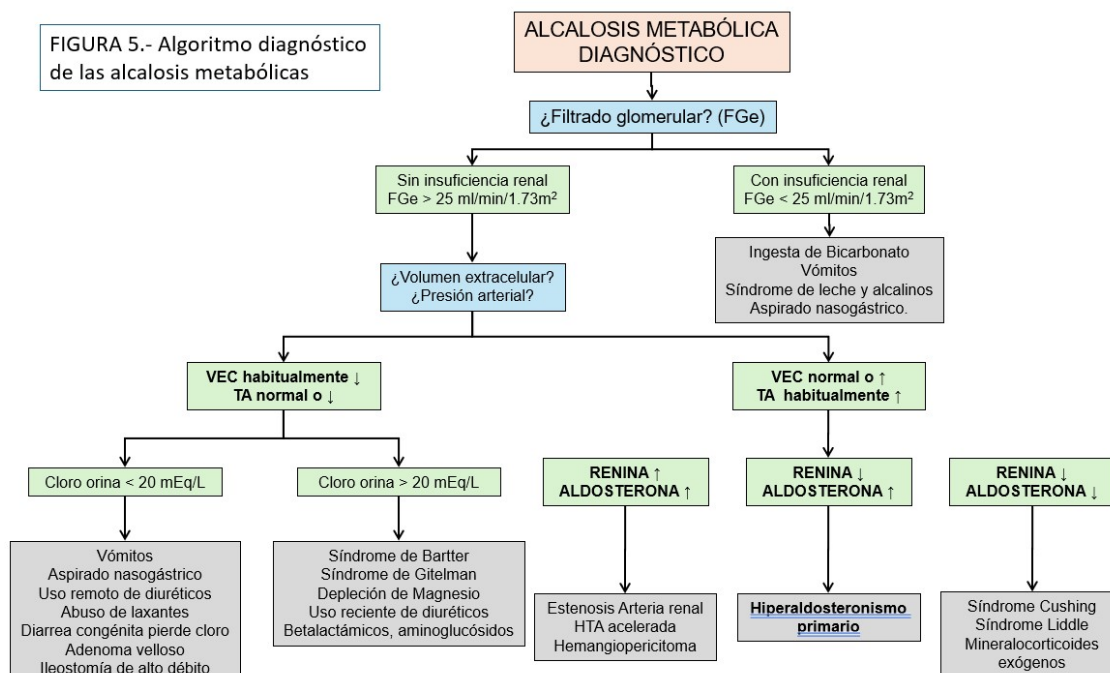 FIGURA 5.- Algoritmo diagnóstico
de las alcalosis metabólicas
ALCALOSIS METABÓLICA
DIAGNÓSTICO
¿Filtrado glomerular? (FGe)
Sin insuficiencia renal
FGe > 25 ml/min/1.73m²
Con insuficiencia renal
FGe < 25 ml/min/1.73m²
Ingesta de Bicarbonato
Vómitos
Síndrome de leche y alcalinos
Aspirado nasogástrico.
¿Volumen extracelular?
¿Presión arterial?
VEC habitualmente ↓
TA normal o ↓
VEC normal o ↑
TA habitualmente ↑
Cloro orina < 20 mEq/L
Cloro orina > 20 mEq/L
RENINA ↑
ALDOSTERONA ↑
RENINA ↓
ALDOSTERONA ↑
RENINA ↓
ALDOSTERONA ↓
Vómitos
Aspirado nasogástrico
Uso remoto de diuréticos
Abuso de laxantes
Diarrea congénita pierde cloro
Adenoma velloso
Ileostomía de alto débito
Síndrome de Bartter
Síndrome de Gitelman
Depleción de Magnesio
Uso reciente de diuréticos
Betalactámicos, aminoglucósidos
Estenosis Arteria renal
HTA acelerada
Hemangiopericitoma
Hiperaldosteronismo
primario
Síndrome Cushing
Síndrome Liddle
Mineralocorticoides
exógenos